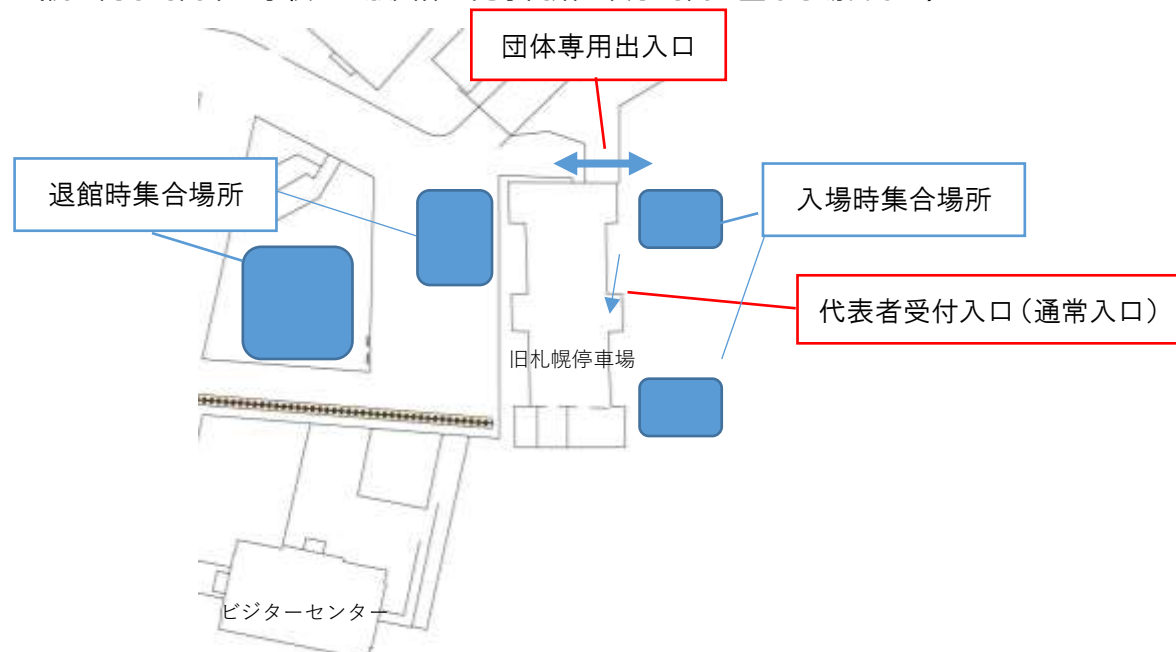 団体専用出入口
退館時集合場所
入場時集合場所
代表者受付入口（通常入口）
旧札幌停車場
ビジターセンター